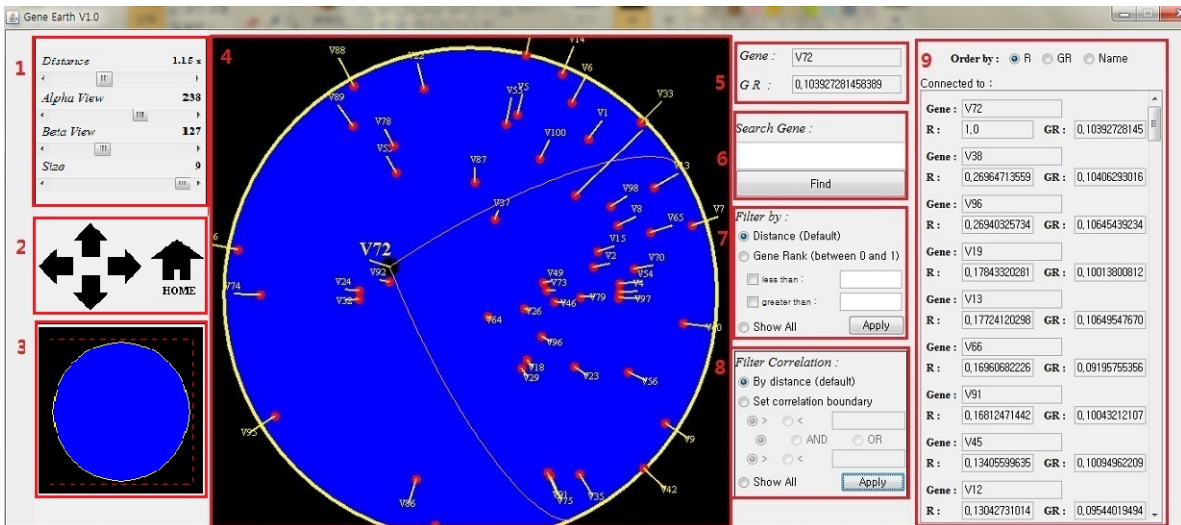 Gene Earth V1.0
1
Distance 1.15 x
Alpha View 238
Beta View 127
Size 9
2
HOME
3
4
V88
V22
V14
V6
V33
V89
V78
V5
V1
V100
V87
V37
V98
V8
V65
V7
V15
V2
V72
V92
V24
V32
V74
V49
V73
V70
V54
V4
V97
V79
V46
V26
V64
V96
V18
V29
V23
V56
V95
V9
V42
V86
V75
V35
5
Gene : V72
G R : 0,103927281458389
6
Search Gene :
Find
7
Filter by :
Distance (Default)
Gene Rank (between 0 and 1)
less than :
greater than :
Show All Apply
8
Filter Correlation :
By distance (default)
Set correlation boundary
> <
AND OR
> <
Show All Apply
9
Order by : R GR Name
Connected to :
Gene : V72
R : 1,0 GR : 0,10392728145
Gene : V38
R : 0,26964713559 GR : 0,10406293016
Gene : V96
R : 0,26940325734 GR : 0,10645439234
Gene : V19
R : 0,17843320281 GR : 0,10013800812
Gene : V13
R : 0,17724120298 GR : 0,10649547670
Gene : V66
R : 0,16960682226 GR : 0,09195755356
Gene : V91
R : 0,16812471442 GR : 0,10043212107
Gene : V45
R : 0,13405599635 GR : 0,10094962209
Gene : V12
R : 0,13042731014 GR : 0,09544019494